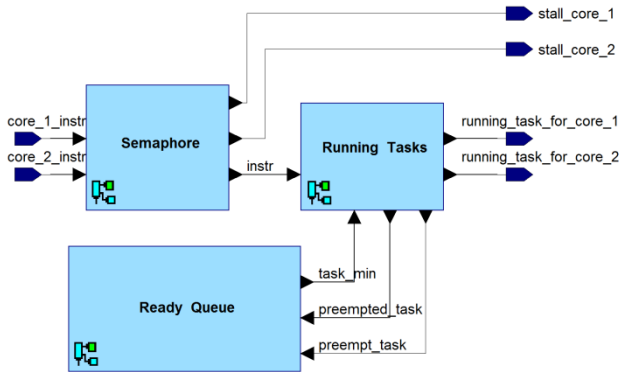 stall_core_1
stall_core_2
core_1_instr
core_2_instr
Semaphore
instr
Running Tasks
running_task_for_core_1
running_task_for_core_2
Ready Queue
task_min
preempted_task
preempt_task